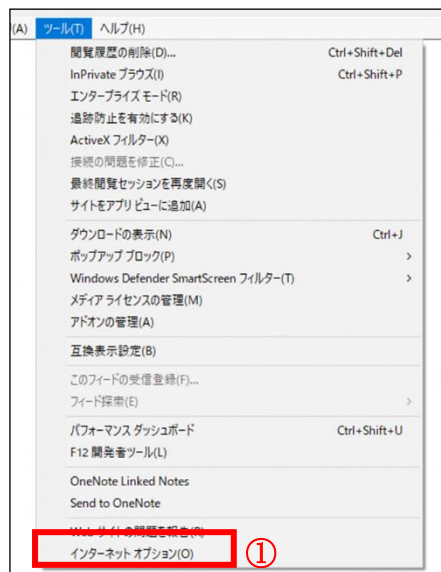 (A) ツール(T) ヘルプ(H)
閲覧履歴の削除(D)... Ctrl+Shift+Del
InPrivate ブラウズ(I) Ctrl+Shift+P
エンタープライズ モード(R)
追跡防止を有効にする(K)
ActiveX フィルター(X)
接続の問題を修正(C)...
最終閲覧セッションを再度開く(S)
サイトをアプリ ビューに追加(A)
ダウンロードの表示(N) Ctrl+J
ポップアップ ブロック(P) >
Windows Defender SmartScreen フィルター(T) >
メディア ライセンスの管理(M)
アドオンの管理(A)
互換表示設定(B)
このフィードの受信登録(F)...
フィード探索(E) >
パフォーマンス ダッシュボード Ctrl+Shift+U
F12 開発者ツール(L)
OneNote Linked Notes
Send to OneNote
Web サイトの問題を報告(R)
インターネット オプション(O) ①